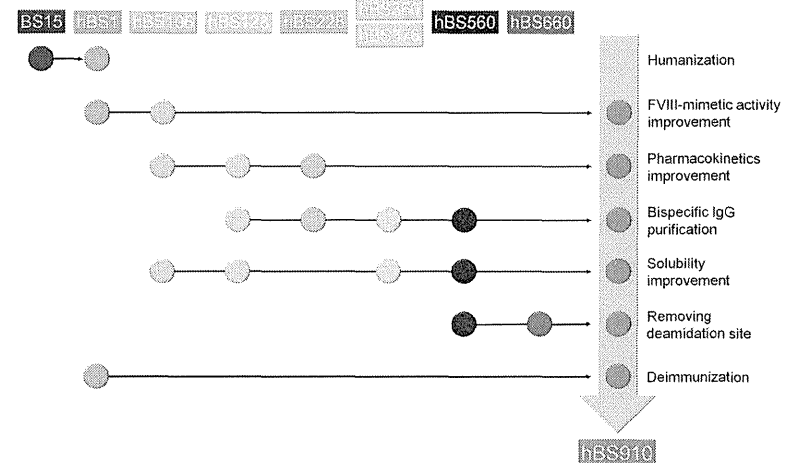 BS15 hBS1 hBS106 hBS128 hBS228 hBS560 hBS660
Humanization
FVIII-mimetic activity
improvement
Pharmacokinetics
improvement
Bispecific IgG
purification
Solubility
improvement
Removing
deamidation site
Deimmunization
hBS910